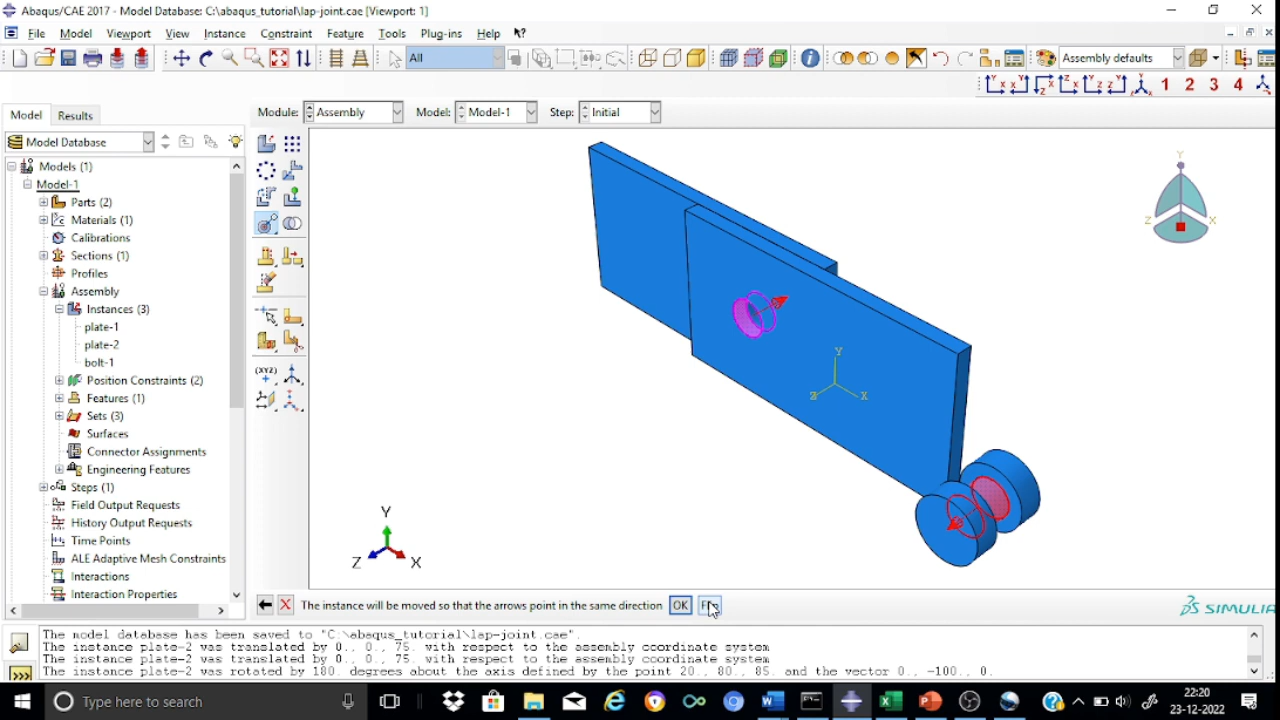 Abaqus/CAE 2017 - Model Database: C:\abaqus_tutorial\lap-joint.cae [Viewport: 1]
File Model Viewport View Instance Constraint Feature Tools Plug-ins Help
All
Assembly defaults
1 2 3 4
Model Results
Module: Assembly Model: Model-1 Step: Initial
Model Database
Models (1)
Model-1
Parts (2)
Materials (1)
Calibrations
Sections (1)
Profiles
Assembly
Instances (3)
plate-1
plate-2
bolt-1
Position Constraints (2)
Features (1)
Sets (3)
Surfaces
Connector Assignments
Engineering Features
Steps (1)
Field Output Requests
History Output Requests
Time Points
ALE Adaptive Mesh Constraints
Interactions
Interaction Properties
(XYZ)
Y
Z X
Y
Z X
Y
Z X
The instance will be moved so that the arrows point in the same direction OK
SIMULIA
The model database has been saved to "C:\abaqus_tutorial\lap-joint.cae".
The instance plate-2 was translated by 0., 0., 75. with respect to the assembly coordinate system
The instance plate-2 was translated by 0., 0., 75. with respect to the assembly coordinate system
The instance plate-2 was rotated by 180. degrees about the axis defined by the point 20., 80., 85. and the vector 0., -100., 0.
Type here to search
22:20
23-12-2022